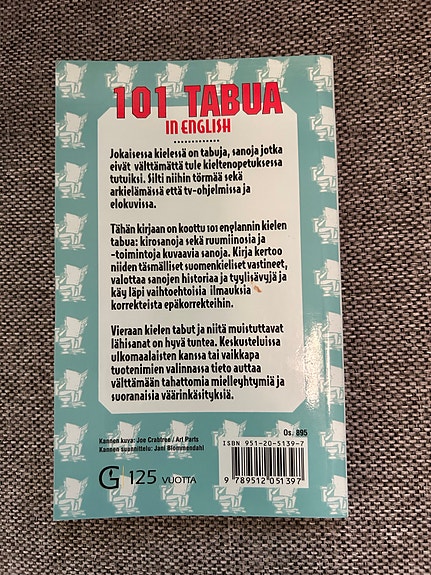 101 TABUA
IN ENGLISH
Jokaisessa kielessä on tabuja, sanoja jotka
eivät välttämättä tule kieltenopetuksessa
tutuiksi. Silti niihin törmää sekä
arkielämässä että tv-ohjelmissa ja
elokuvissa.
Tähän kirjaan on koottu 101 englannin kielen
tabua: kirosanoja sekä ruumiinosia ja
-toimintoja kuvaavia sanoja. Kirja kertoo
niiden täsmälliset suomenkieliset vastineet,
valottaa sanojen historiaa ja tyylisävyjä ja
käy läpi vaihtoehtoisia ilmauksia
korrekteista epäkorrekteihin.
Vieraan kielen tabut ja niitä muistuttavat
lähisanat on hyvä tuntea. Keskusteluissa
ulkomaalaisten kanssa tai vaikkapa
tuotenimien valinnassa tieto auttaa
välttämään tahattomia mielleyhtymiä ja
suoranaisia väärinkäsityksiä.
Os. 895
Kannen kuva: Joe Crabtree / Art Parts
Kannen suunnittelu: Jani Blommendahl
ISBN 951-20-5139-7
9 789512 051397
G 125 VUOTTA